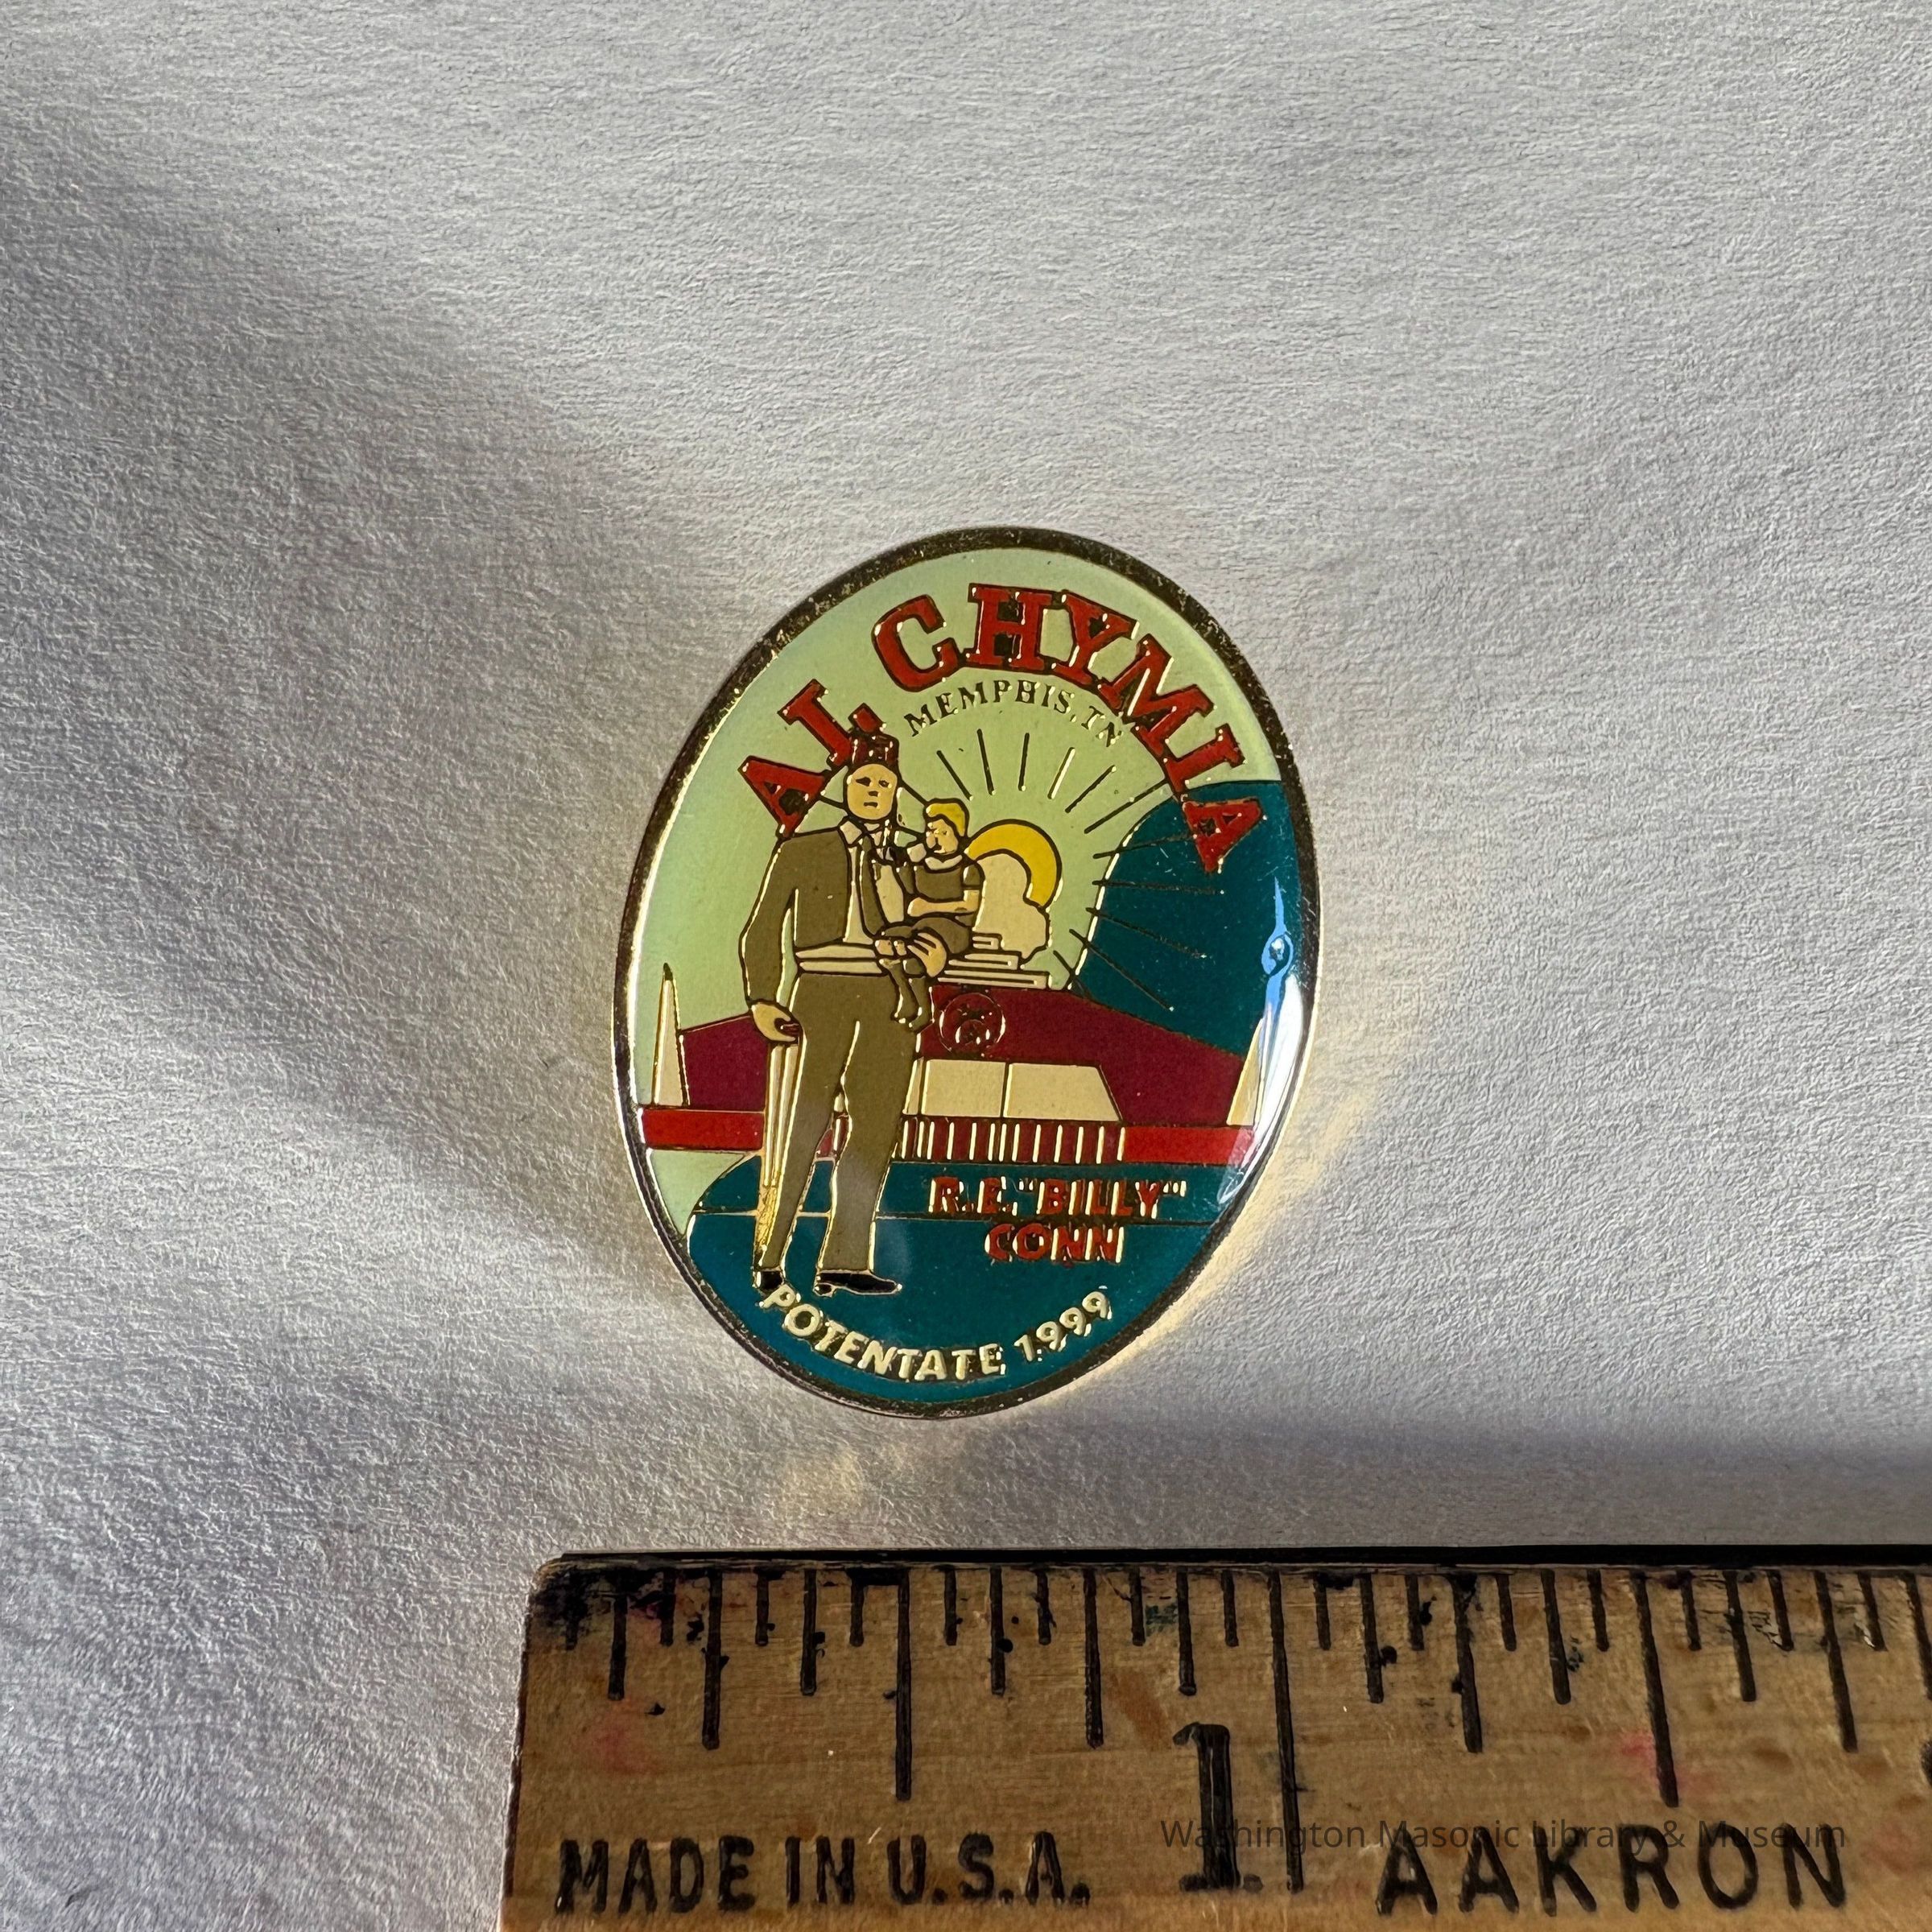 AL CHYMIA
MEMPHIS, TN
R.E. "BILLY"
CONN
POTENTATE 1999
1
MADE IN U.S.A.
AAKRON
Washington Masonic Library & Museum